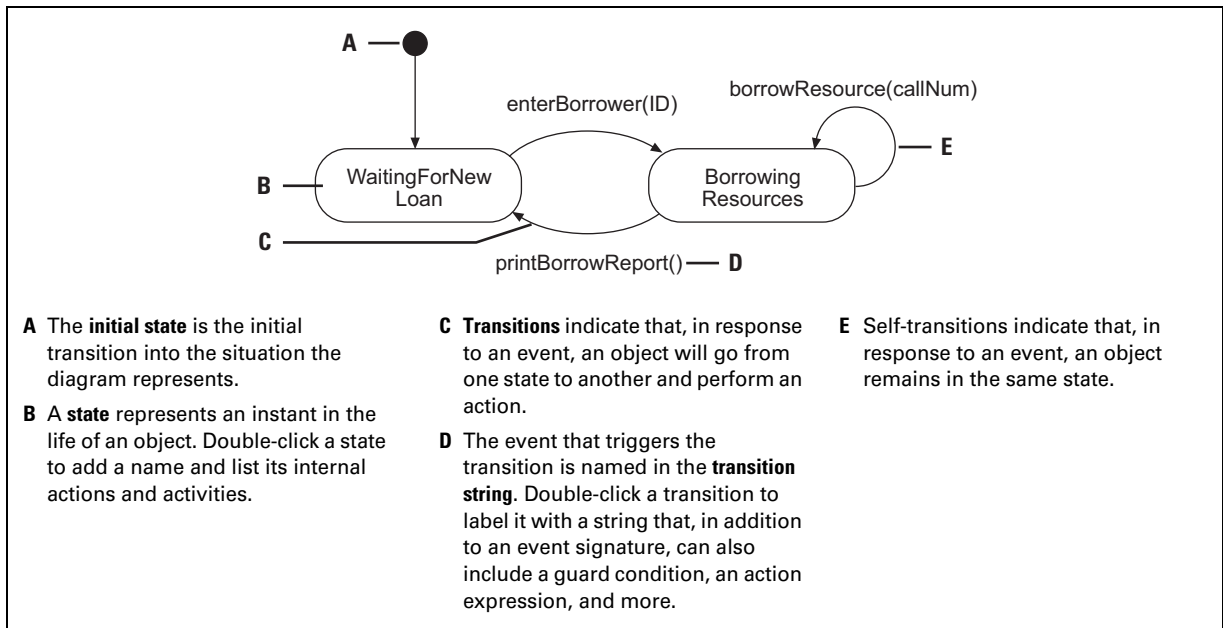 A
enterBorrower(ID)
borrowResource(callNum)
E
B
WaitingForNew
Loan
Borrowing
Resources
C
printBorrowReport()
D
A The initial state is the initial
transition into the situation the
diagram represents.
B A state represents an instant in the
life of an object. Double-click a state
to add a name and list its internal
actions and activities.
C Transitions indicate that, in response
to an event, an object will go from
one state to another and perform an
action.
D The event that triggers the
transition is named in the transition
string. Double-click a transition to
label it with a string that, in addition
to an event signature, can also
include a guard condition, an action
expression, and more.
E Self-transitions indicate that, in
response to an event, an object
remains in the same state.